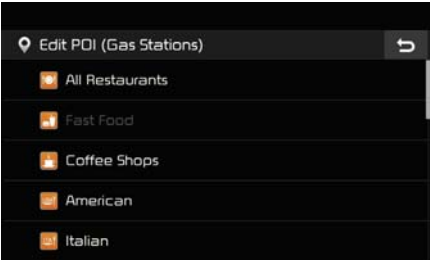 Edit POI (Gas Stations)
All Restaurants
Fast Food
Coffee Shops
American
Italian